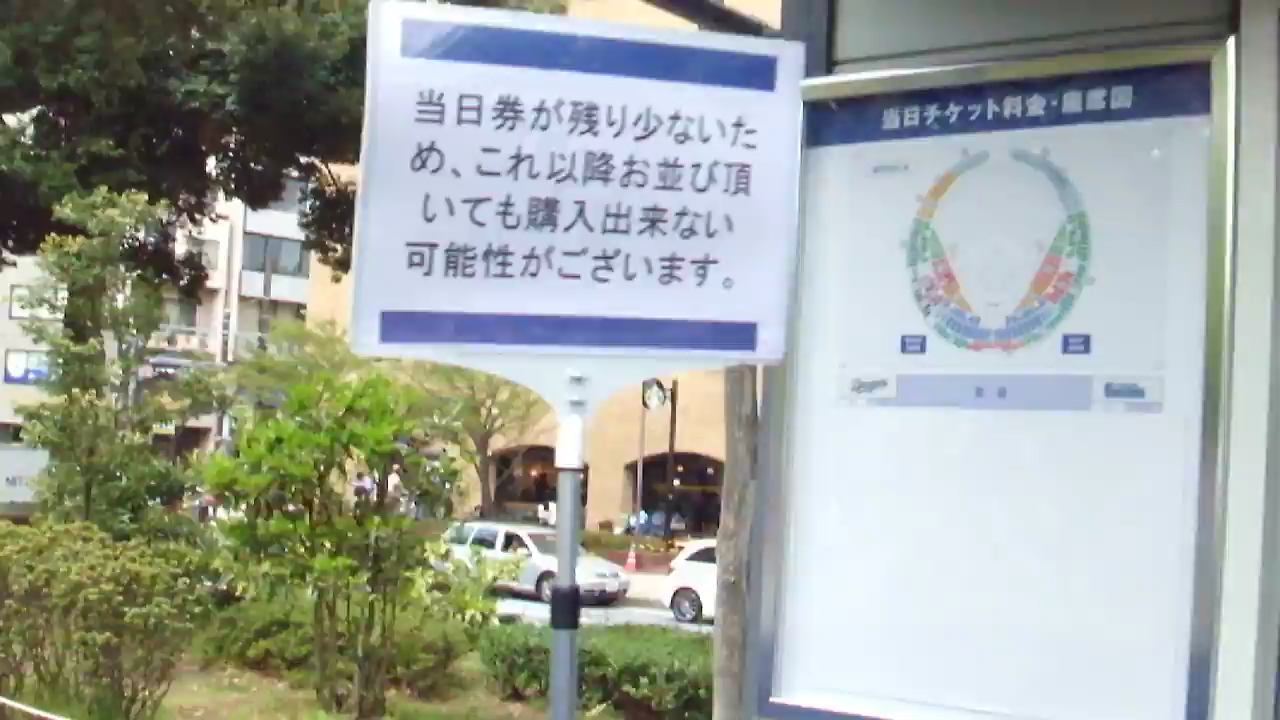 当日券が残り少ないた
め、これ以降お並び頂
いても購入出来ない
可能性がございます。
当日チケット料金・座席図